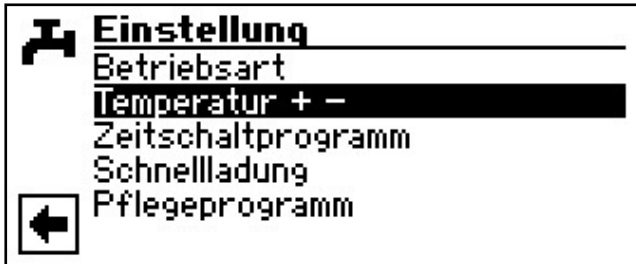 Einstellung
Betriebsart
Temperatur + −
Zeitschaltprogramm
Schnellladung
Pflegeprogramm